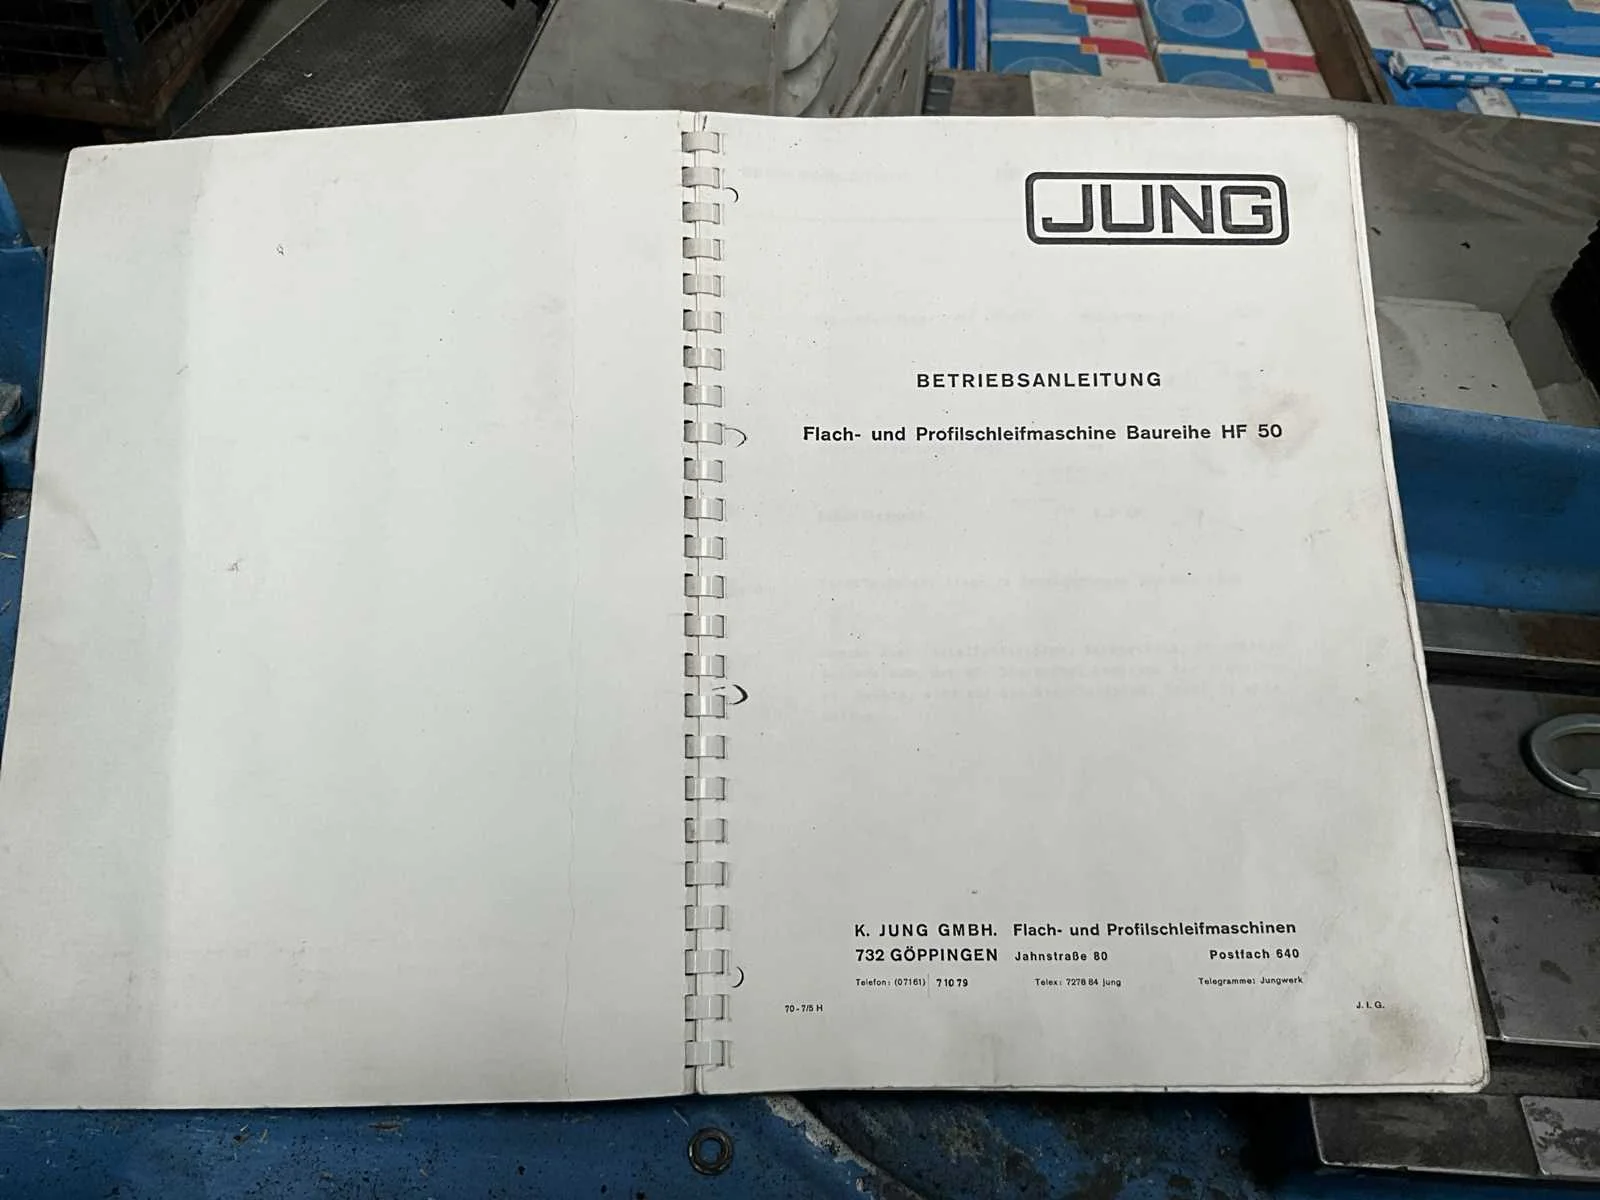 JUNG
BETRIEBSANLEITUNG
Flach- und Profilschleifmaschine Baureihe HF 50
K. JUNG GMBH. Flach- und Profilschleifmaschinen
732 GÖPPINGEN Jahnstraße 80 Postfach 640
Telefon: (07161) 71079 Telex: 7278 84 jung Telegramme: Jungwerk
70-7/5 H J. I. G.